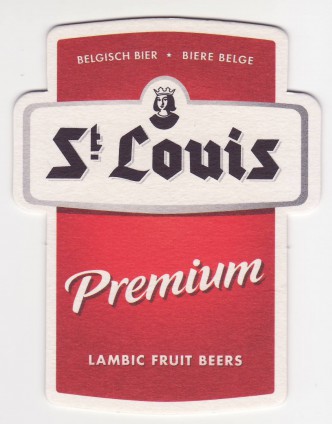 BELGISCH BIER ★ BIERE BELGE
St Louis
Premium
LAMBIC FRUIT BEERS